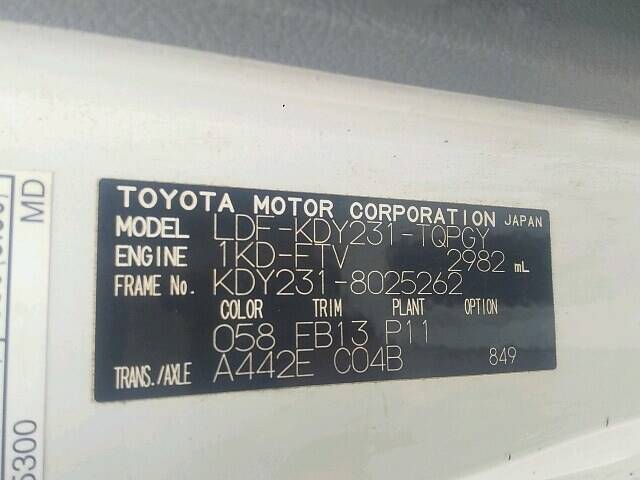 TOYOTA MOTOR CORPORATION JAPAN
MODEL LDF-KDY231-TQPGY
ENGINE 1KD-FTV 2982 mL
FRAME No. KDY231-8025262
COLOR TRIM PLANT OPTION
058 FB13 P11
TRANS./AXLE A442E C04B 849
MD
5300